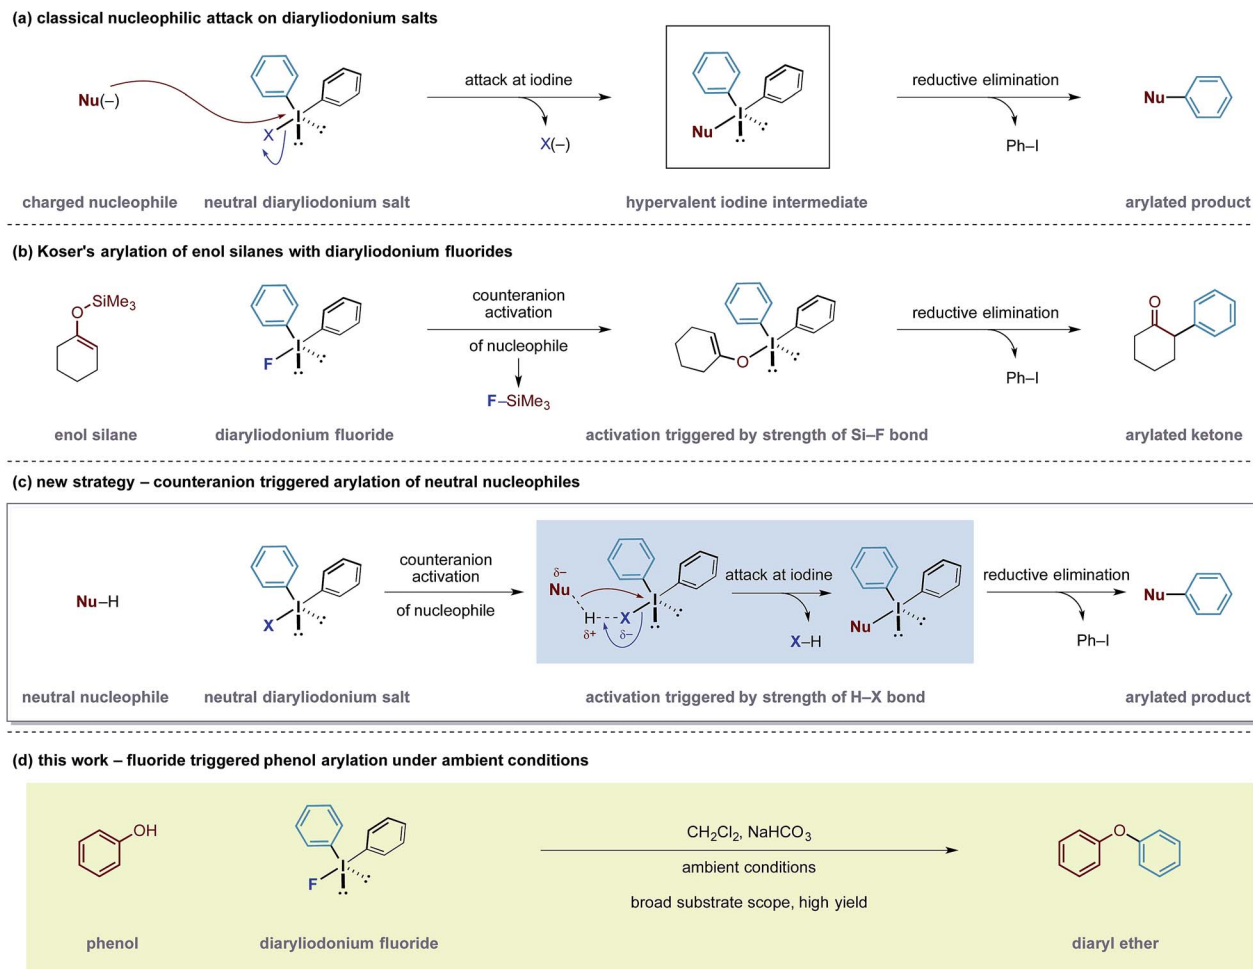 (a) classical nucleophilic attack on diaryliodonium salts
Nu(–)
X
I
attack at iodine
X(–)
Nu
I
reductive elimination
Ph–I
Nu
charged nucleophile
neutral diaryliodonium salt
hypervalent iodine intermediate
arylated product
(b) Koser's arylation of enol silanes with diaryliodonium fluorides
SiMe3
O
F
I
counteranion
activation
of nucleophile
F–SiMe3
O
I
reductive elimination
Ph–I
O
enol silane
diaryliodonium fluoride
activation triggered by strength of Si–F bond
arylated ketone
(c) new strategy – counteranion triggered arylation of neutral nucleophiles
Nu–H
X
I
counteranion
activation
of nucleophile
δ–
Nu
H
δ+
X
δ–
I
attack at iodine
X–H
Nu
I
reductive elimination
Ph–I
Nu
neutral nucleophile
neutral diaryliodonium salt
activation triggered by strength of H–X bond
arylated product
(d) this work – fluoride triggered phenol arylation under ambient conditions
OH
F
I
CH2Cl2, NaHCO3
ambient conditions
broad substrate scope, high yield
O
phenol
diaryliodonium fluoride
diaryl ether